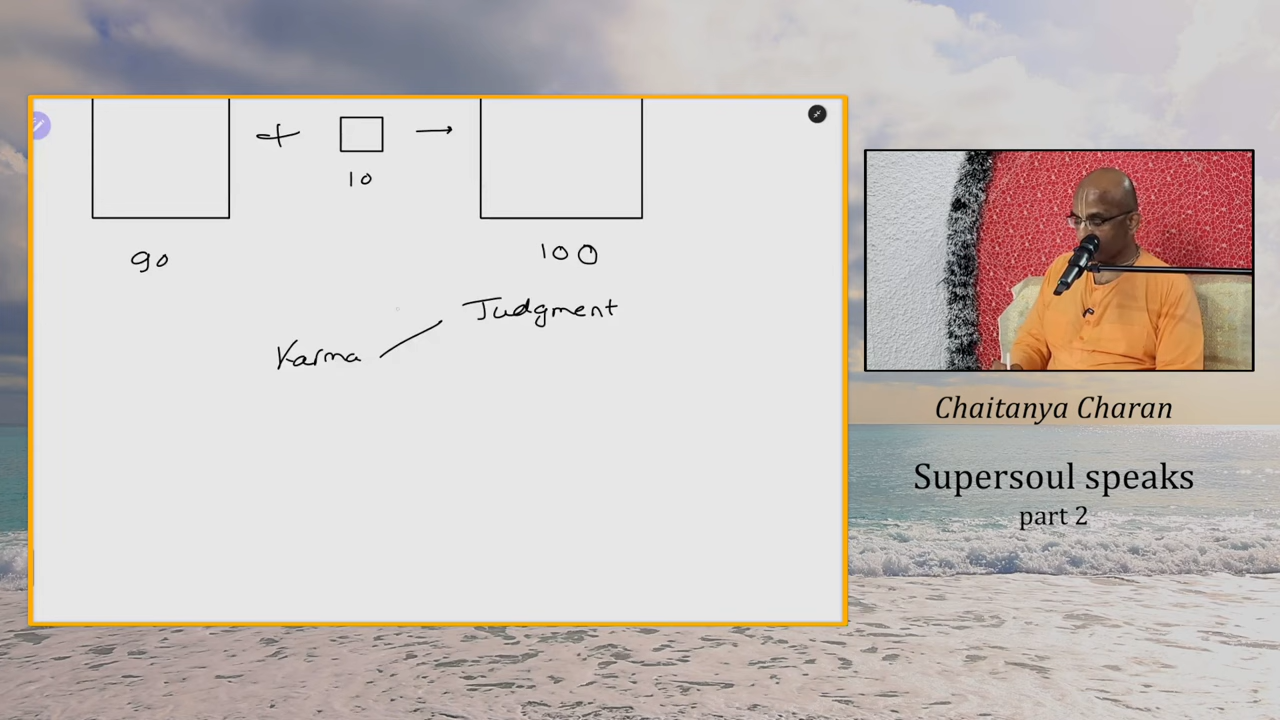 10
90
100
Judgment
Karma
Chaitanya Charan
Supersoul speaks
part 2